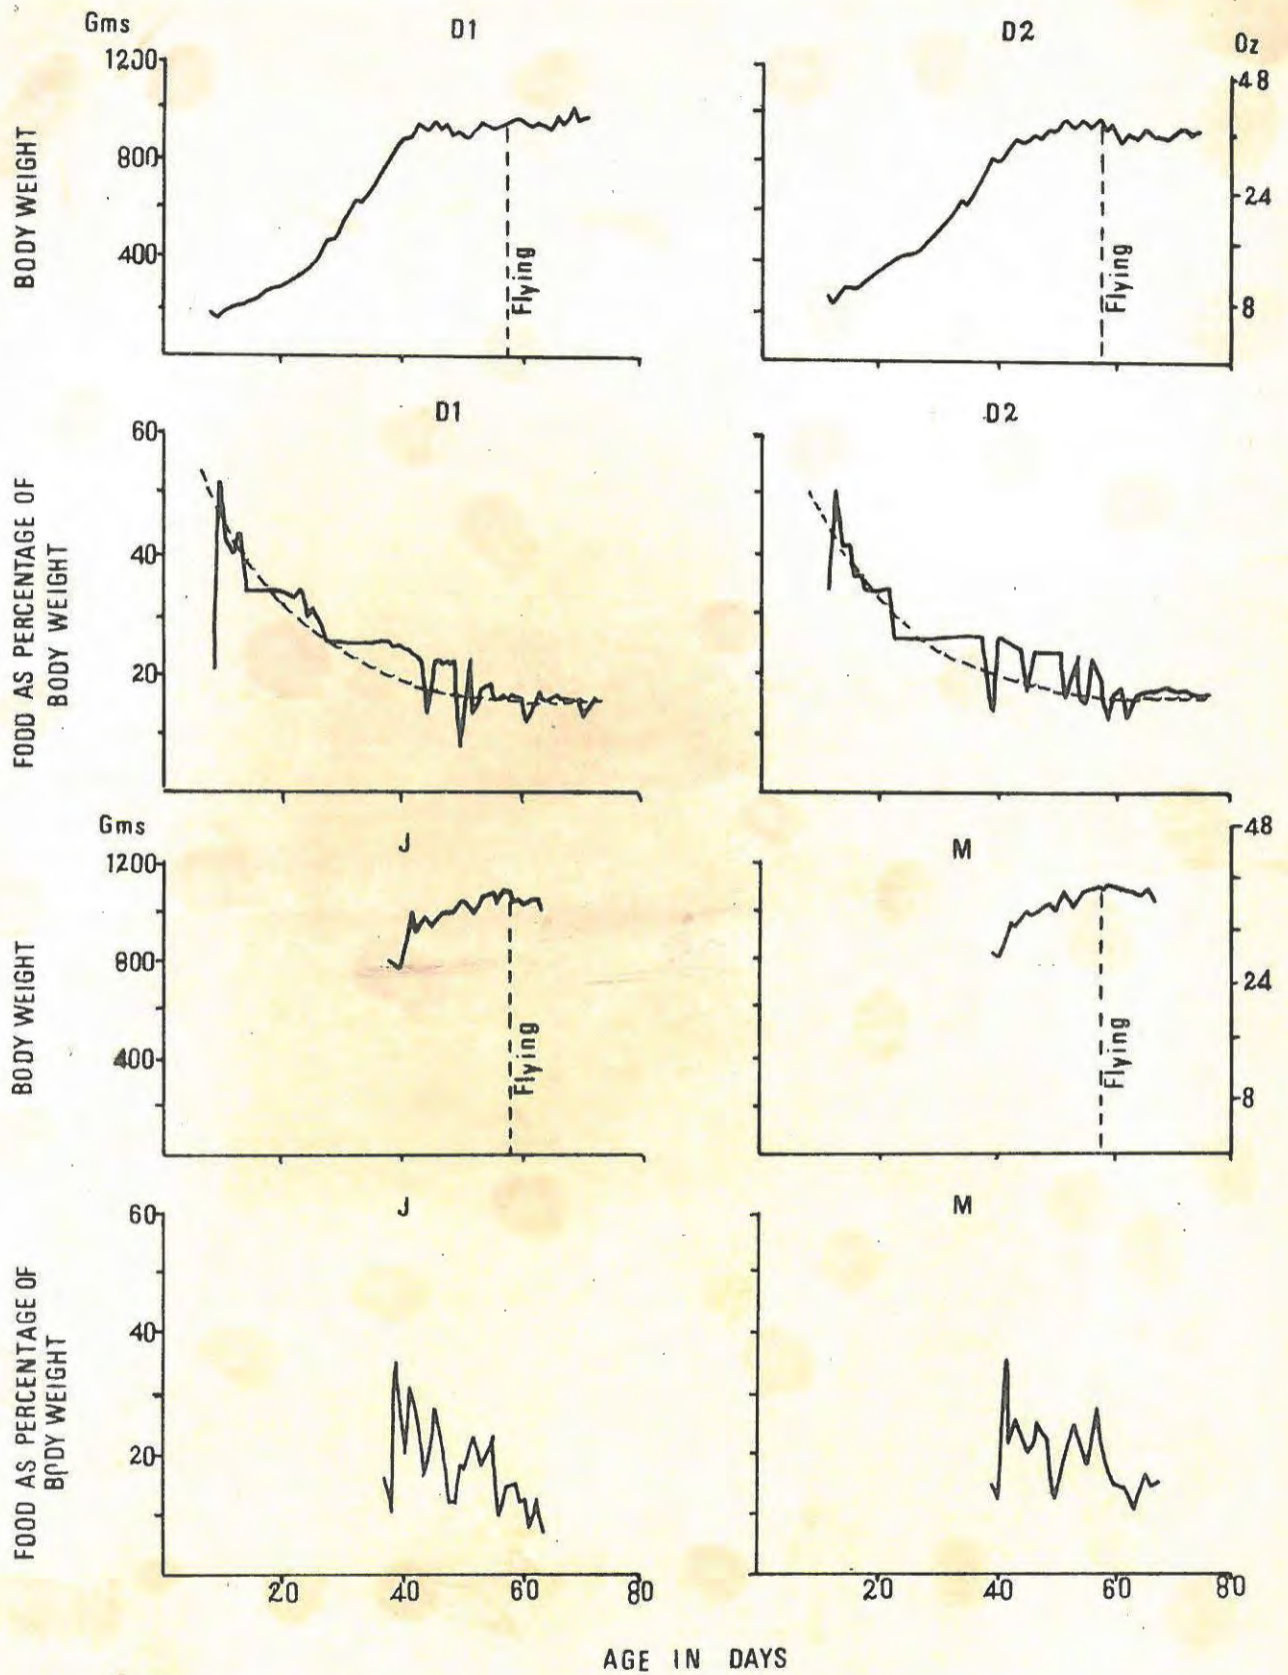 Gms
D1
D2
Oz
1200
800
400
48
24
8
BODY WEIGHT
Flying
Flying
D1
D2
60
40
20
FOOD AS PERCENTAGE OF
BODY WEIGHT
Gms
J
M
1200
800
400
48
24
8
BODY WEIGHT
Flying
Flying
J
M
60
40
20
FOOD AS PERCENTAGE OF
BODY WEIGHT
20
40
60
80
20
40
60
80
AGE IN DAYS